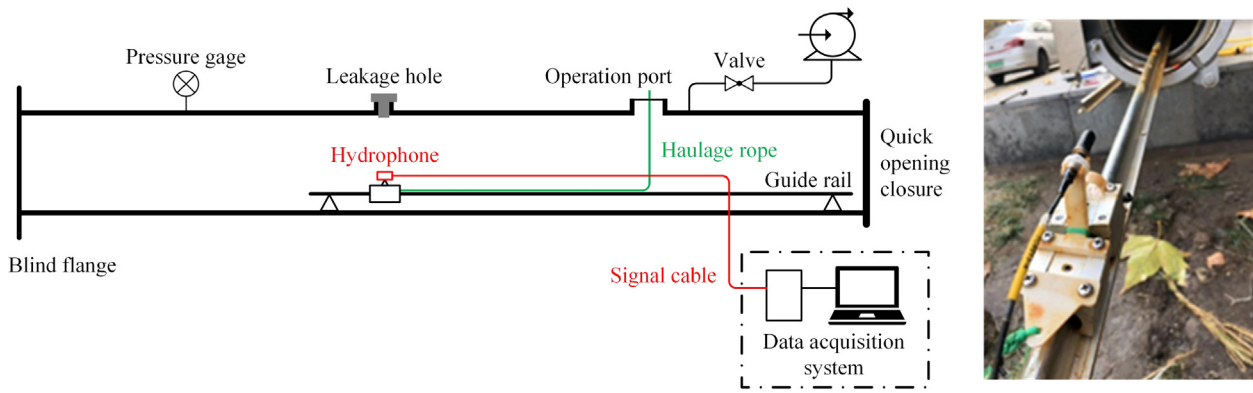 Pressure gage
Leakage hole
Operation port
Valve
Hydrophone
Haulage rope
Guide rail
Quick
opening
closure
Blind flange
Signal cable
Data acquisition
system